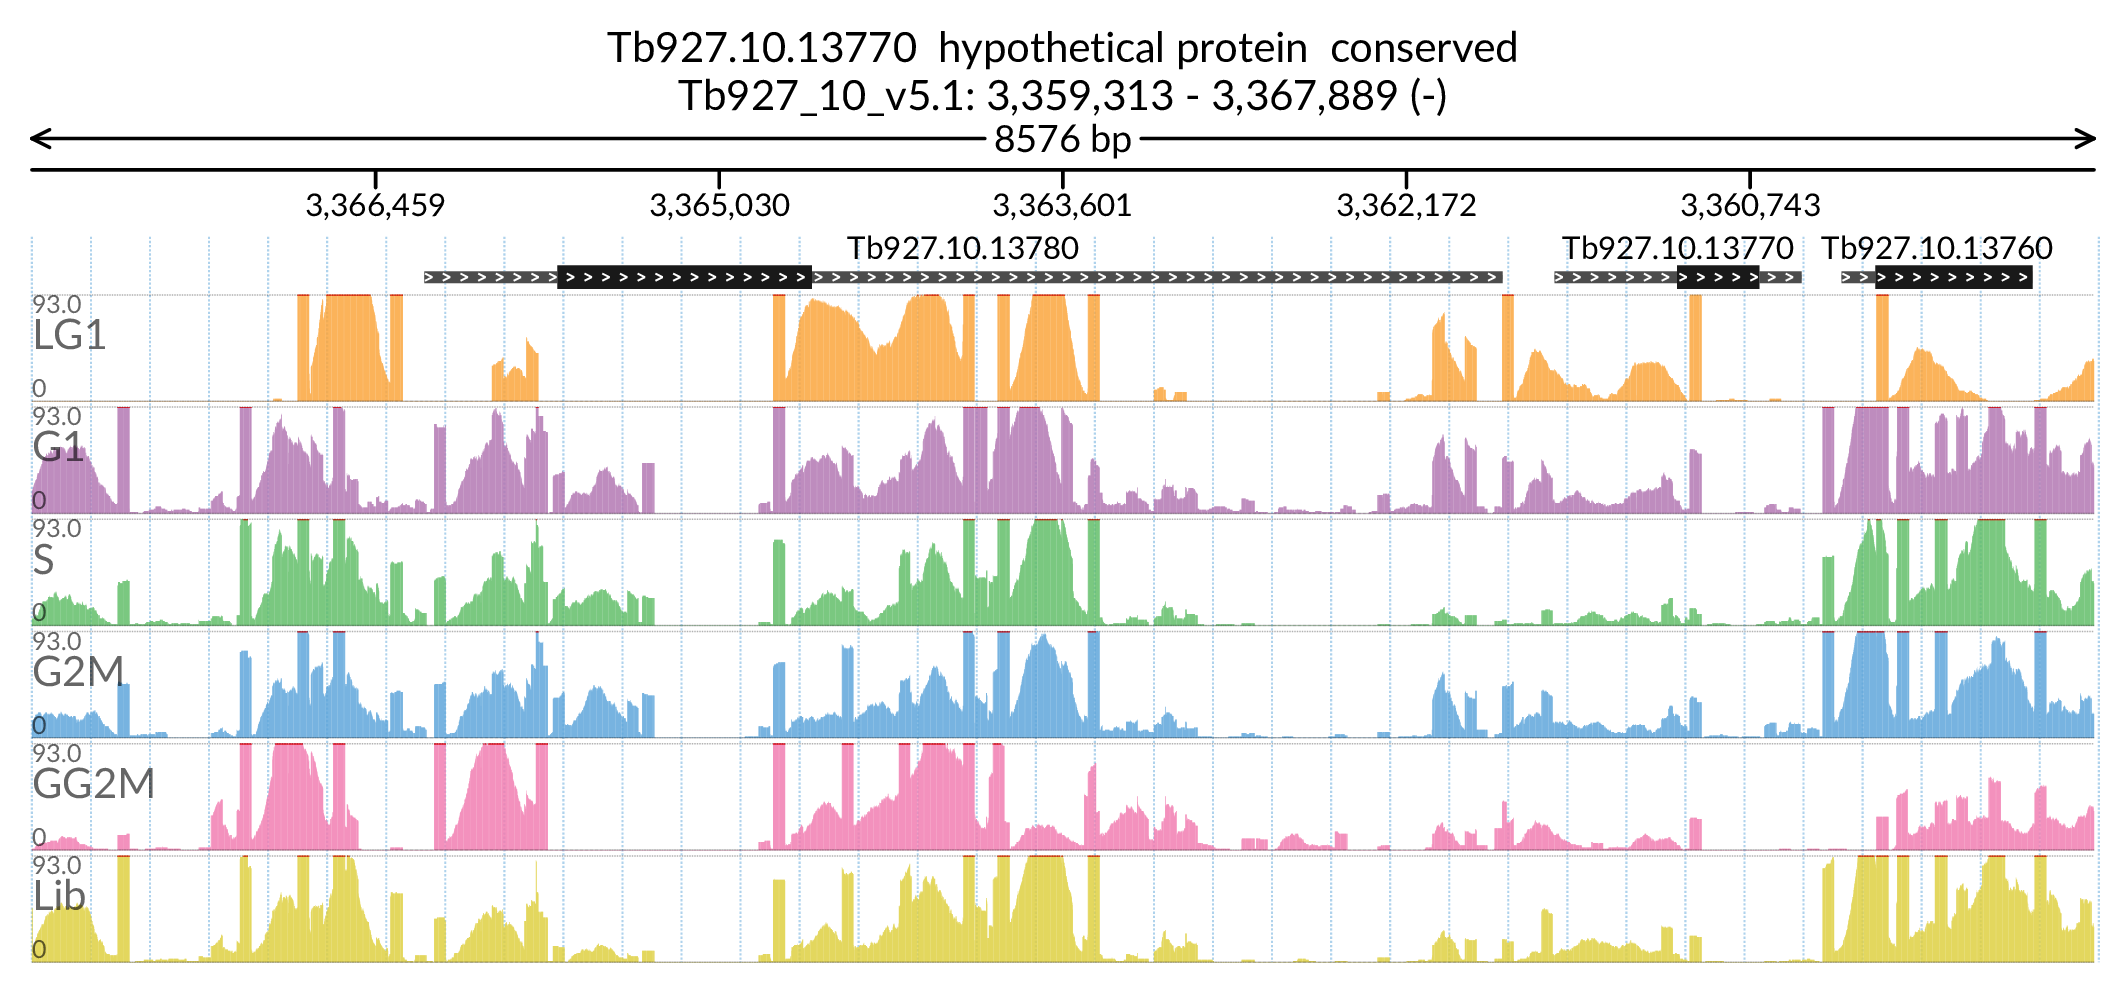 Tb927.10.13770 hypothetical protein conserved
Tb927_10_v5.1: 3,359,313 - 3,367,889 (-)
8576 bp
3,366,459 3,365,030 3,363,601 3,362,172 3,360,743
Tb927.10.13780 Tb927.10.13770 Tb927.10.13760
93.0
LG1
0
93.0
G1
0
93.0
S
0
93.0
G2M
0
93.0
GG2M
0
93.0
Lib
0